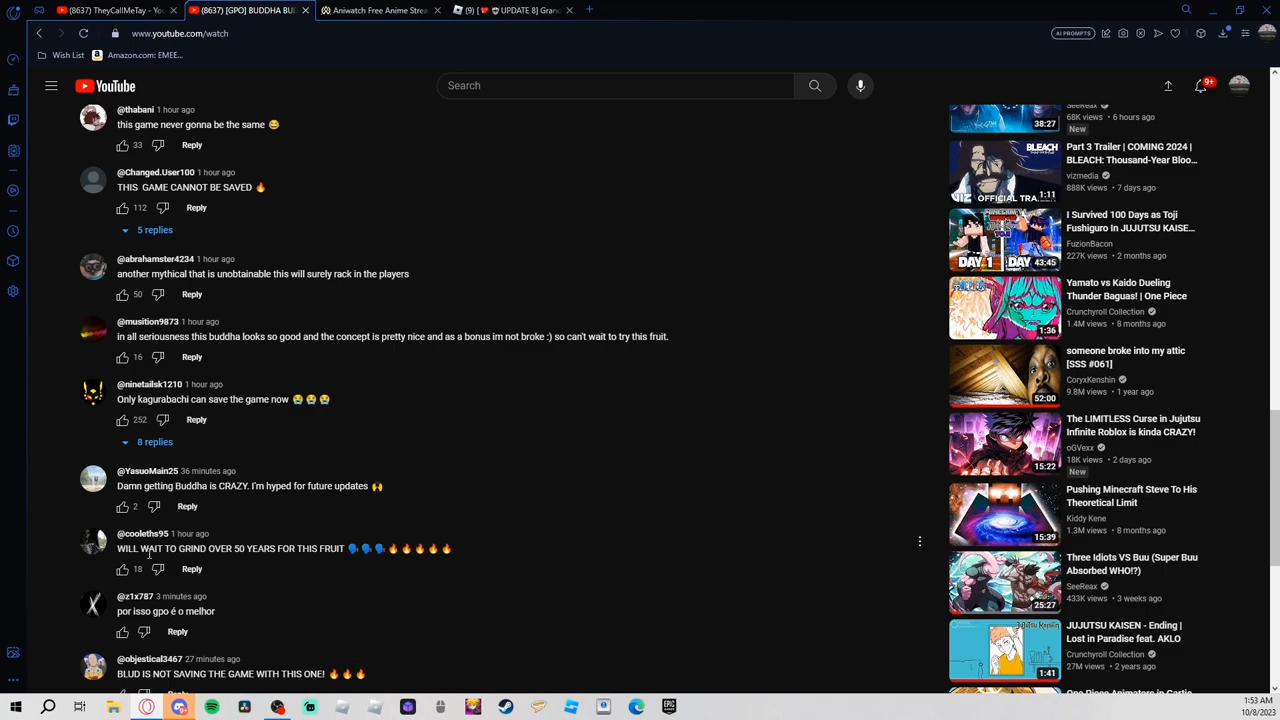 (8637) TheyCallMeTay - YouTube
(8637) [GPO] BUDDHA BUD
Aniwatch Free Anime Stre
(9) [ UPDATE 8] Gran
www.youtube.com/watch
AI PROMPTS
Wish List
Amazon.com: EMEE...
YouTube
Search
9+
@thabani 1 hour ago
this game never gonna be the same 😂
33 Reply
@Changed.User100 1 hour ago
THIS GAME CANNOT BE SAVED 🔥
112 Reply
5 replies
@abrahamster4234 1 hour ago
another mythical that is unobtainable this will surely rack in the players
50 Reply
@musition9873 1 hour ago
in all seriousness this buddha looks so good and the concept is pretty nice and as a bonus im not broke :) so can't wait to try this fruit.
16 Reply
@ninetailsk1210 1 hour ago
Only kagurabachi can save the game now 😭😭😭
252 Reply
8 replies
@YasuoMain25 36 minutes ago
Damn getting Buddha is CRAZY. I'm hyped for future updates 🙌
2 Reply
@cooleths95 1 hour ago
WILL WAIT TO GRIND OVER 50 YEARS FOR THIS FRUIT 🗣🗣🗣🔥🔥🔥🔥🔥
18 Reply
@z1x787 3 minutes ago
por isso gpo é o melhor
Reply
@objestical3467 27 minutes ago
BLUD IS NOT SAVING THE GAME WITH THIS ONE! 🔥🔥🔥
38:27
SeeReax
68K views • 6 hours ago
New
BLEACH
VIZ OFFICIAL TRA
1:11
Part 3 Trailer | COMING 2024 |
BLEACH: Thousand-Year Bloo...
vizmedia
888K views • 7 days ago
DAY 1
DAY
43:45
I Survived 100 Days as Toji
Fushiguro In JUJUTSU KAISE...
FuzionBacon
227K views • 2 months ago
1:36
Yamato vs Kaido Dueling
Thunder Baguas! | One Piece
Crunchyroll Collection
1.4M views • 8 months ago
52:00
someone broke into my attic
[SSS #061]
CoryxKenshin
9.8M views • 1 year ago
15:22
The LIMITLESS Curse in Jujutsu
Infinite Roblox is kinda CRAZY!
oGVexx
18K views • 2 days ago
New
15:39
Pushing Minecraft Steve To His
Theoretical Limit
Kiddy Kene
1.3M views • 8 months ago
25:27
Three Idiots VS Buu (Super Buu
Absorbed WHO!?)
SeeReax
433K views • 3 weeks ago
1:41
JUJUTSU KAISEN - Ending |
Lost in Paradise feat. AKLO
Crunchyroll Collection
27M views • 2 years ago
EPIC
1:53 AM
10/8/2023